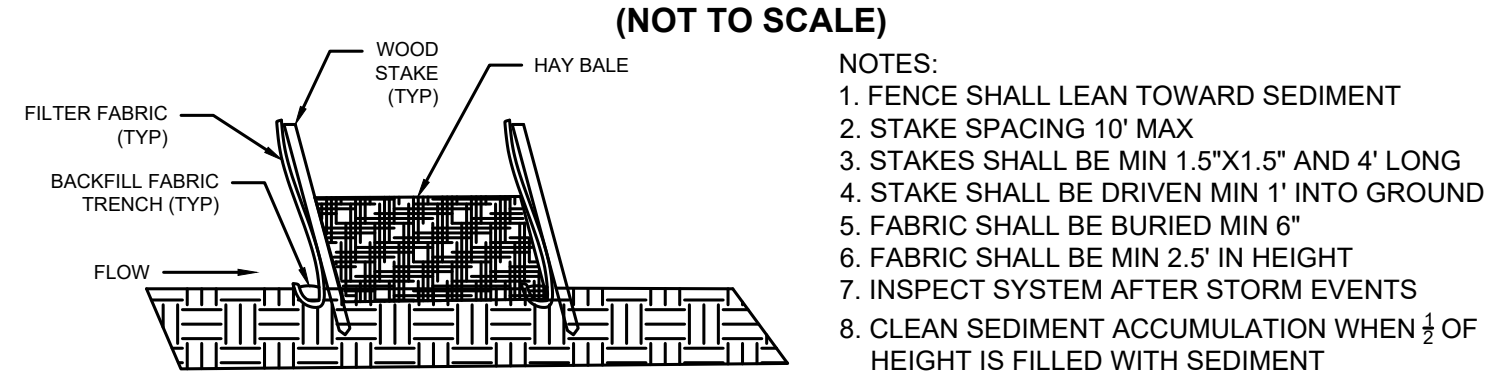 (NOT TO SCALE)
WOOD
STAKE
(TYP)
HAY BALE
FILTER FABRIC
(TYP)
BACKFILL FABRIC
TRENCH (TYP)
FLOW
NOTES:
1. FENCE SHALL LEAN TOWARD SEDIMENT
2. STAKE SPACING 10' MAX
3. STAKES SHALL BE MIN 1.5"X1.5" AND 4' LONG
4. STAKE SHALL BE DRIVEN MIN 1' INTO GROUND
5. FABRIC SHALL BE BURIED MIN 6"
6. FABRIC SHALL BE MIN 2.5' IN HEIGHT
7. INSPECT SYSTEM AFTER STORM EVENTS
8. CLEAN SEDIMENT ACCUMULATION WHEN ½ OF
HEIGHT IS FILLED WITH SEDIMENT